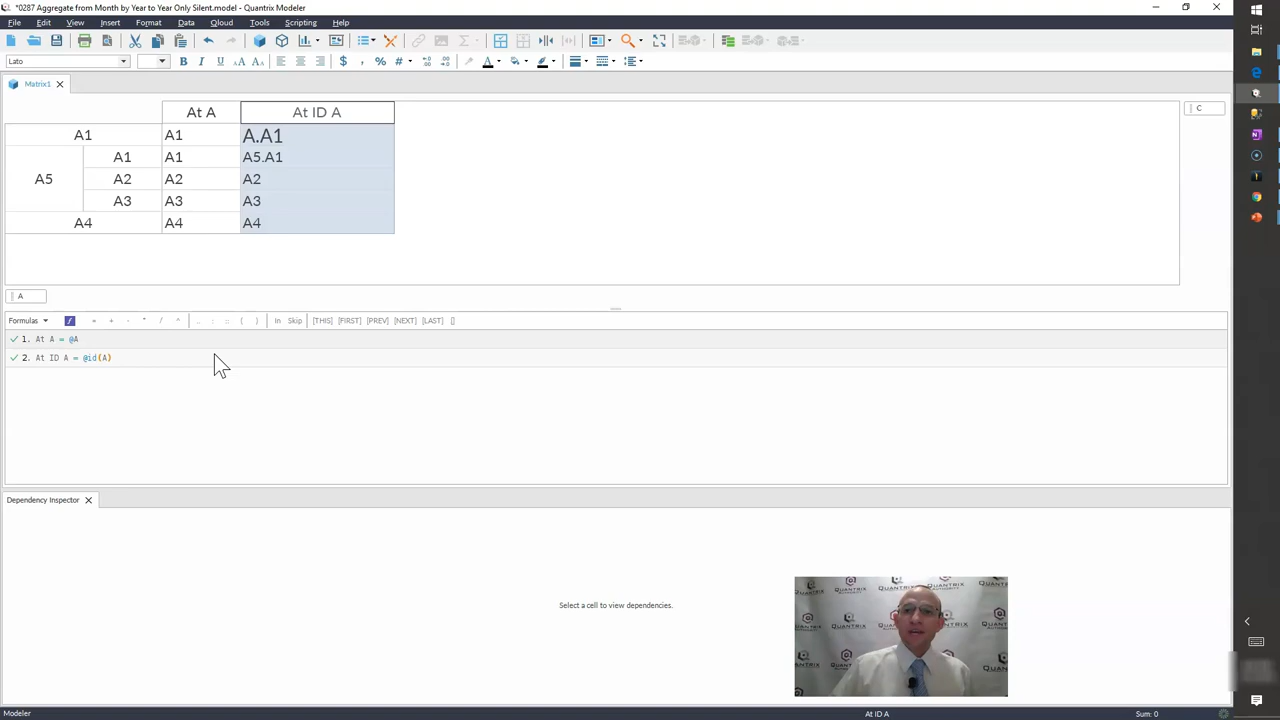 *0287 Aggregate from Month by Year to Year Only Silent.model - Quantrix Modeler
File Edit View Insert Format Data Qloud Tools Scripting Help
Lato
Matrix1
At A At ID A
A1 A1 A.A1
A5 A1 A1 A5.A1
A2 A2 A2
A3 A3 A3
A4 A4 A4
C
A
Formulas = + - * / ^ .. : :: ( ) In Skip [THIS] [FIRST] [PREV] [NEXT] [LAST] []
1. At A = @A
2. At ID A = @id(A)
Dependency Inspector
Select a cell to view dependencies.
QUANTRIX
AUTHORITY
Modeler At ID A Sum: 0